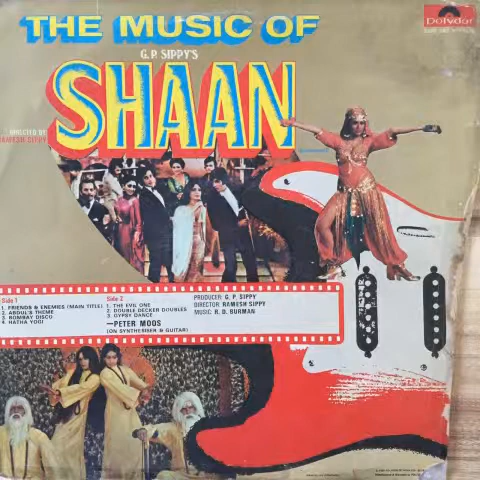 THE MUSIC OF
Polydor
G. P. SIPPY'S
SHAAN
DIRECTED BY
RAMESH SIPPY
Side 1
1. FRIENDS & ENEMIES (MAIN TITLE)
2. ABDUL'S THEME
3. BOMBAY DISCO
4. HATHA YOGI
Side 2
1. THE EVIL ONE
2. DOUBLE DECKER DOUBLES
3. GYPSY DANCE
—PETER MOOS
(ON SYNTHESISER & GUITAR)
PRODUCER: G. P. SIPPY
DIRECTOR: RAMESH SIPPY
MUSIC: R. D. BURMAN